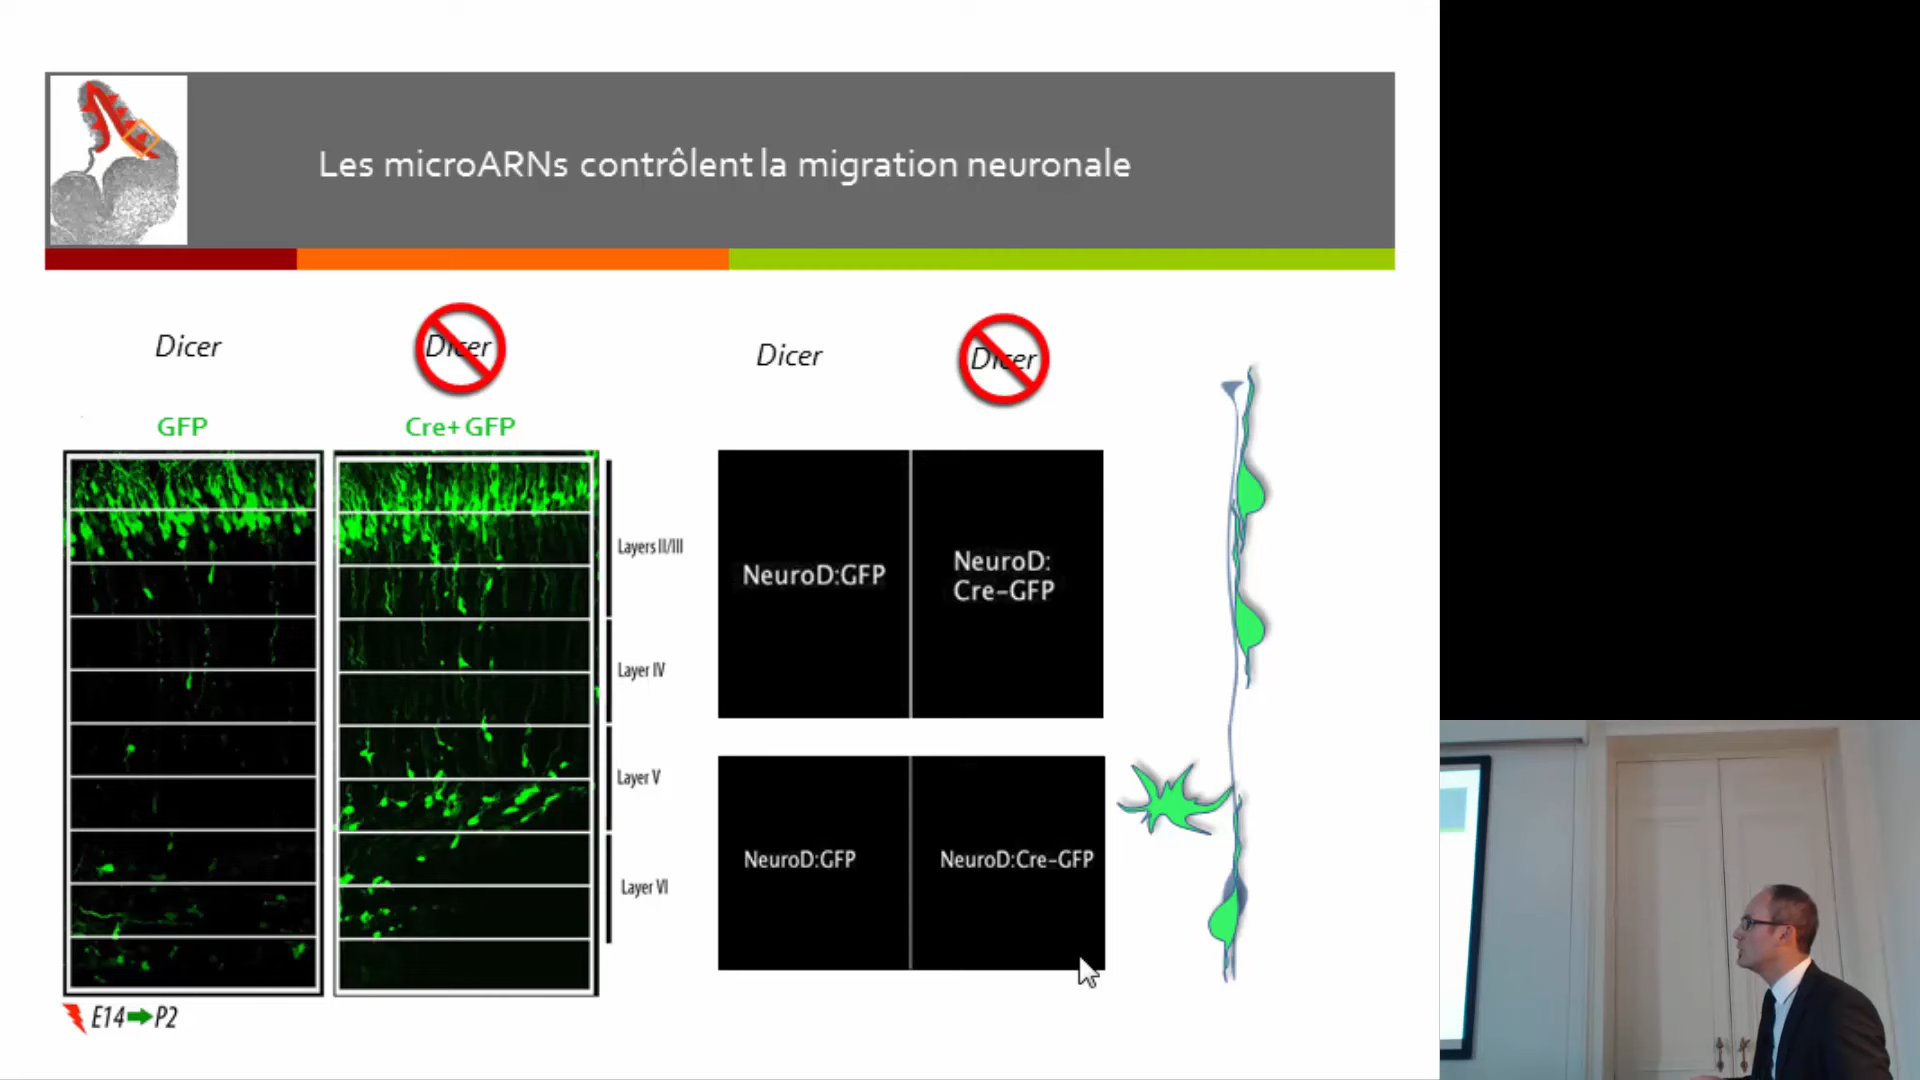 Les microARNs contrôlent la migration neuronale
Dicer
Dicer
Dicer
Dicer
GFP
Cre+ GFP
Layers II/III
Layer IV
Layer V
Layer VI
NeuroD:GFP
NeuroD:
Cre-GFP
NeuroD:GFP
NeuroD:Cre-GFP
E14
P2